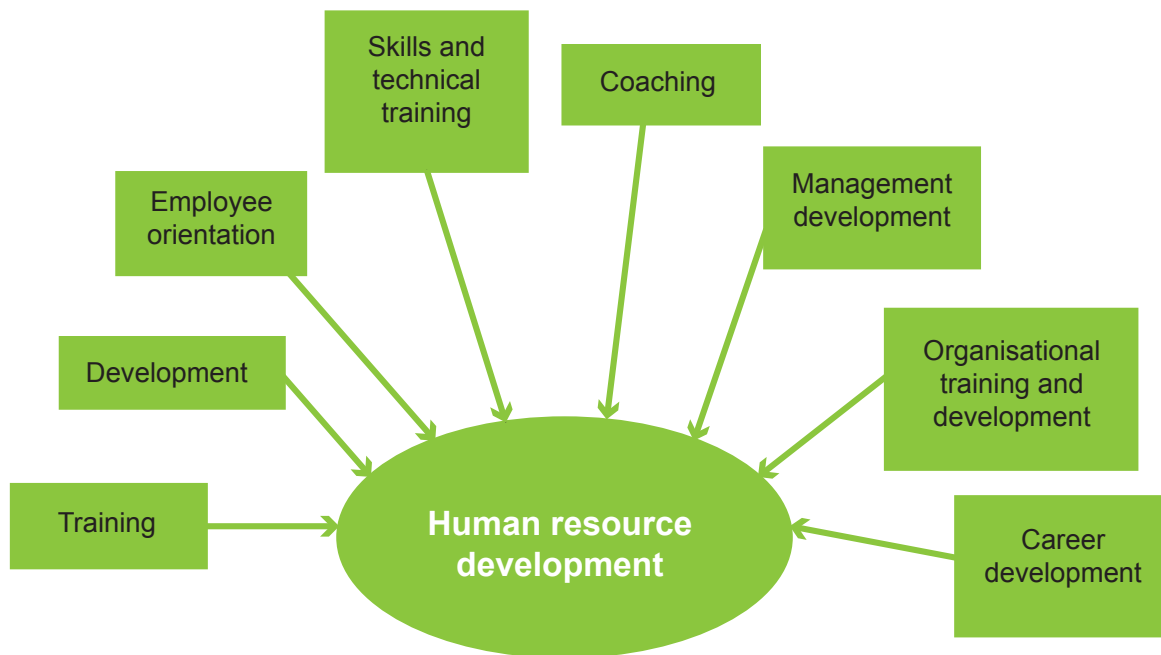 Skills and
technical
training
Coaching
Management
development
Employee
orientation
Organisational
training and
development
Development
Training
Human resource
development
Career
development